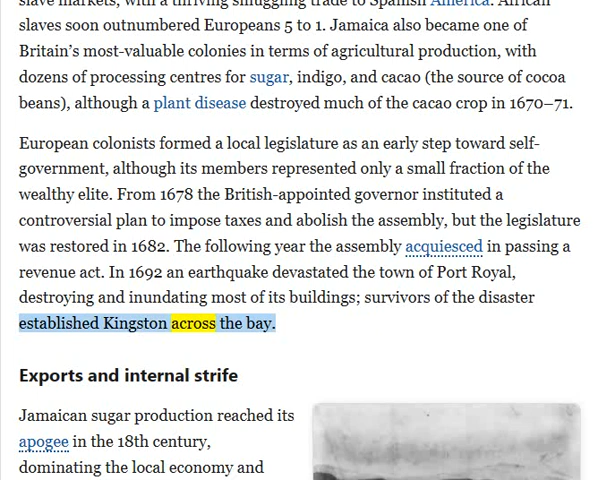 slave markets, with a thriving smuggling trade to Spanish America. African
slaves soon outnumbered Europeans 5 to 1. Jamaica also became one of
Britain’s most-valuable colonies in terms of agricultural production, with
dozens of processing centres for sugar, indigo, and cacao (the source of cocoa
beans), although a plant disease destroyed much of the cacao crop in 1670–71.
European colonists formed a local legislature as an early step toward self-
government, although its members represented only a small fraction of the
wealthy elite. From 1678 the British-appointed governor instituted a
controversial plan to impose taxes and abolish the assembly, but the legislature
was restored in 1682. The following year the assembly acquiesced in passing a
revenue act. In 1692 an earthquake devastated the town of Port Royal,
destroying and inundating most of its buildings; survivors of the disaster
established Kingston across the bay.
Exports and internal strife
Jamaican sugar production reached its
apogee in the 18th century,
dominating the local economy and